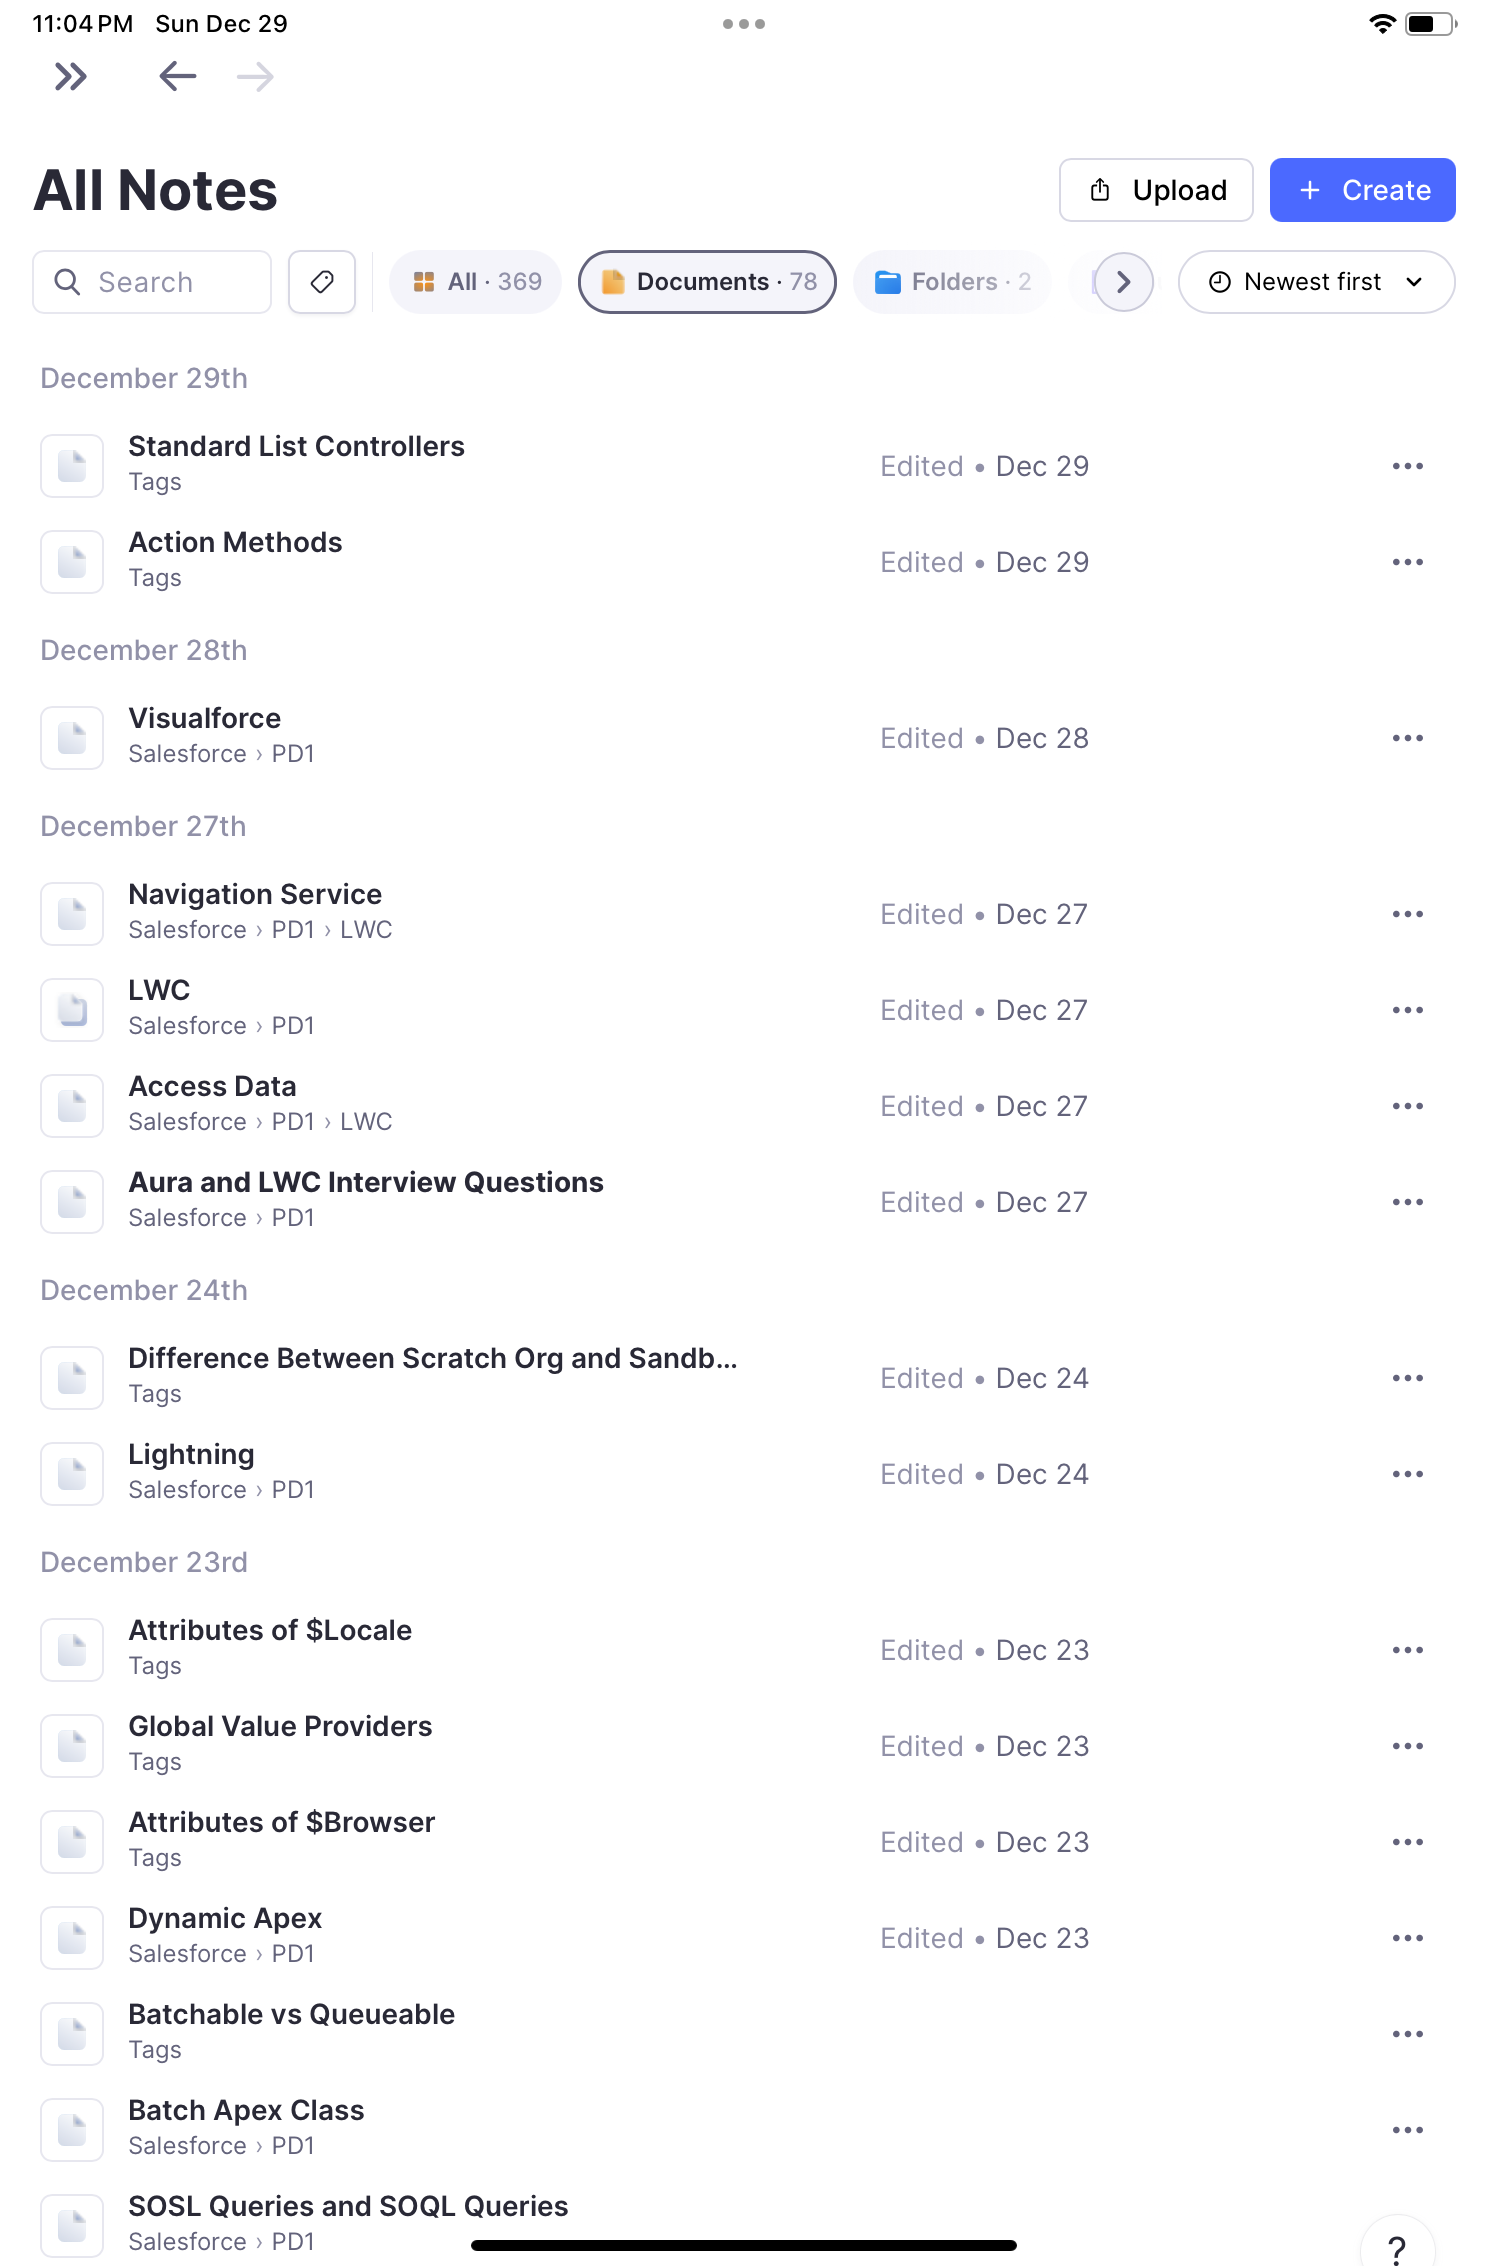 11:04 PM Sun Dec 29
All Notes
Upload
+ Create
Search
All · 369
Documents · 78
Folders · 2
Newest first
December 29th
Standard List Controllers
Tags
Edited • Dec 29
Action Methods
Tags
Edited • Dec 29
December 28th
Visualforce
Salesforce › PD1
Edited • Dec 28
December 27th
Navigation Service
Salesforce › PD1 › LWC
Edited • Dec 27
LWC
Salesforce › PD1
Edited • Dec 27
Access Data
Salesforce › PD1 › LWC
Edited • Dec 27
Aura and LWC Interview Questions
Salesforce › PD1
Edited • Dec 27
December 24th
Difference Between Scratch Org and Sandb...
Tags
Edited • Dec 24
Lightning
Salesforce › PD1
Edited • Dec 24
December 23rd
Attributes of $Locale
Tags
Edited • Dec 23
Global Value Providers
Tags
Edited • Dec 23
Attributes of $Browser
Tags
Edited • Dec 23
Dynamic Apex
Salesforce › PD1
Edited • Dec 23
Batchable vs Queueable
Tags
Batch Apex Class
Salesforce › PD1
SOSL Queries and SOQL Queries
Salesforce › PD1
?